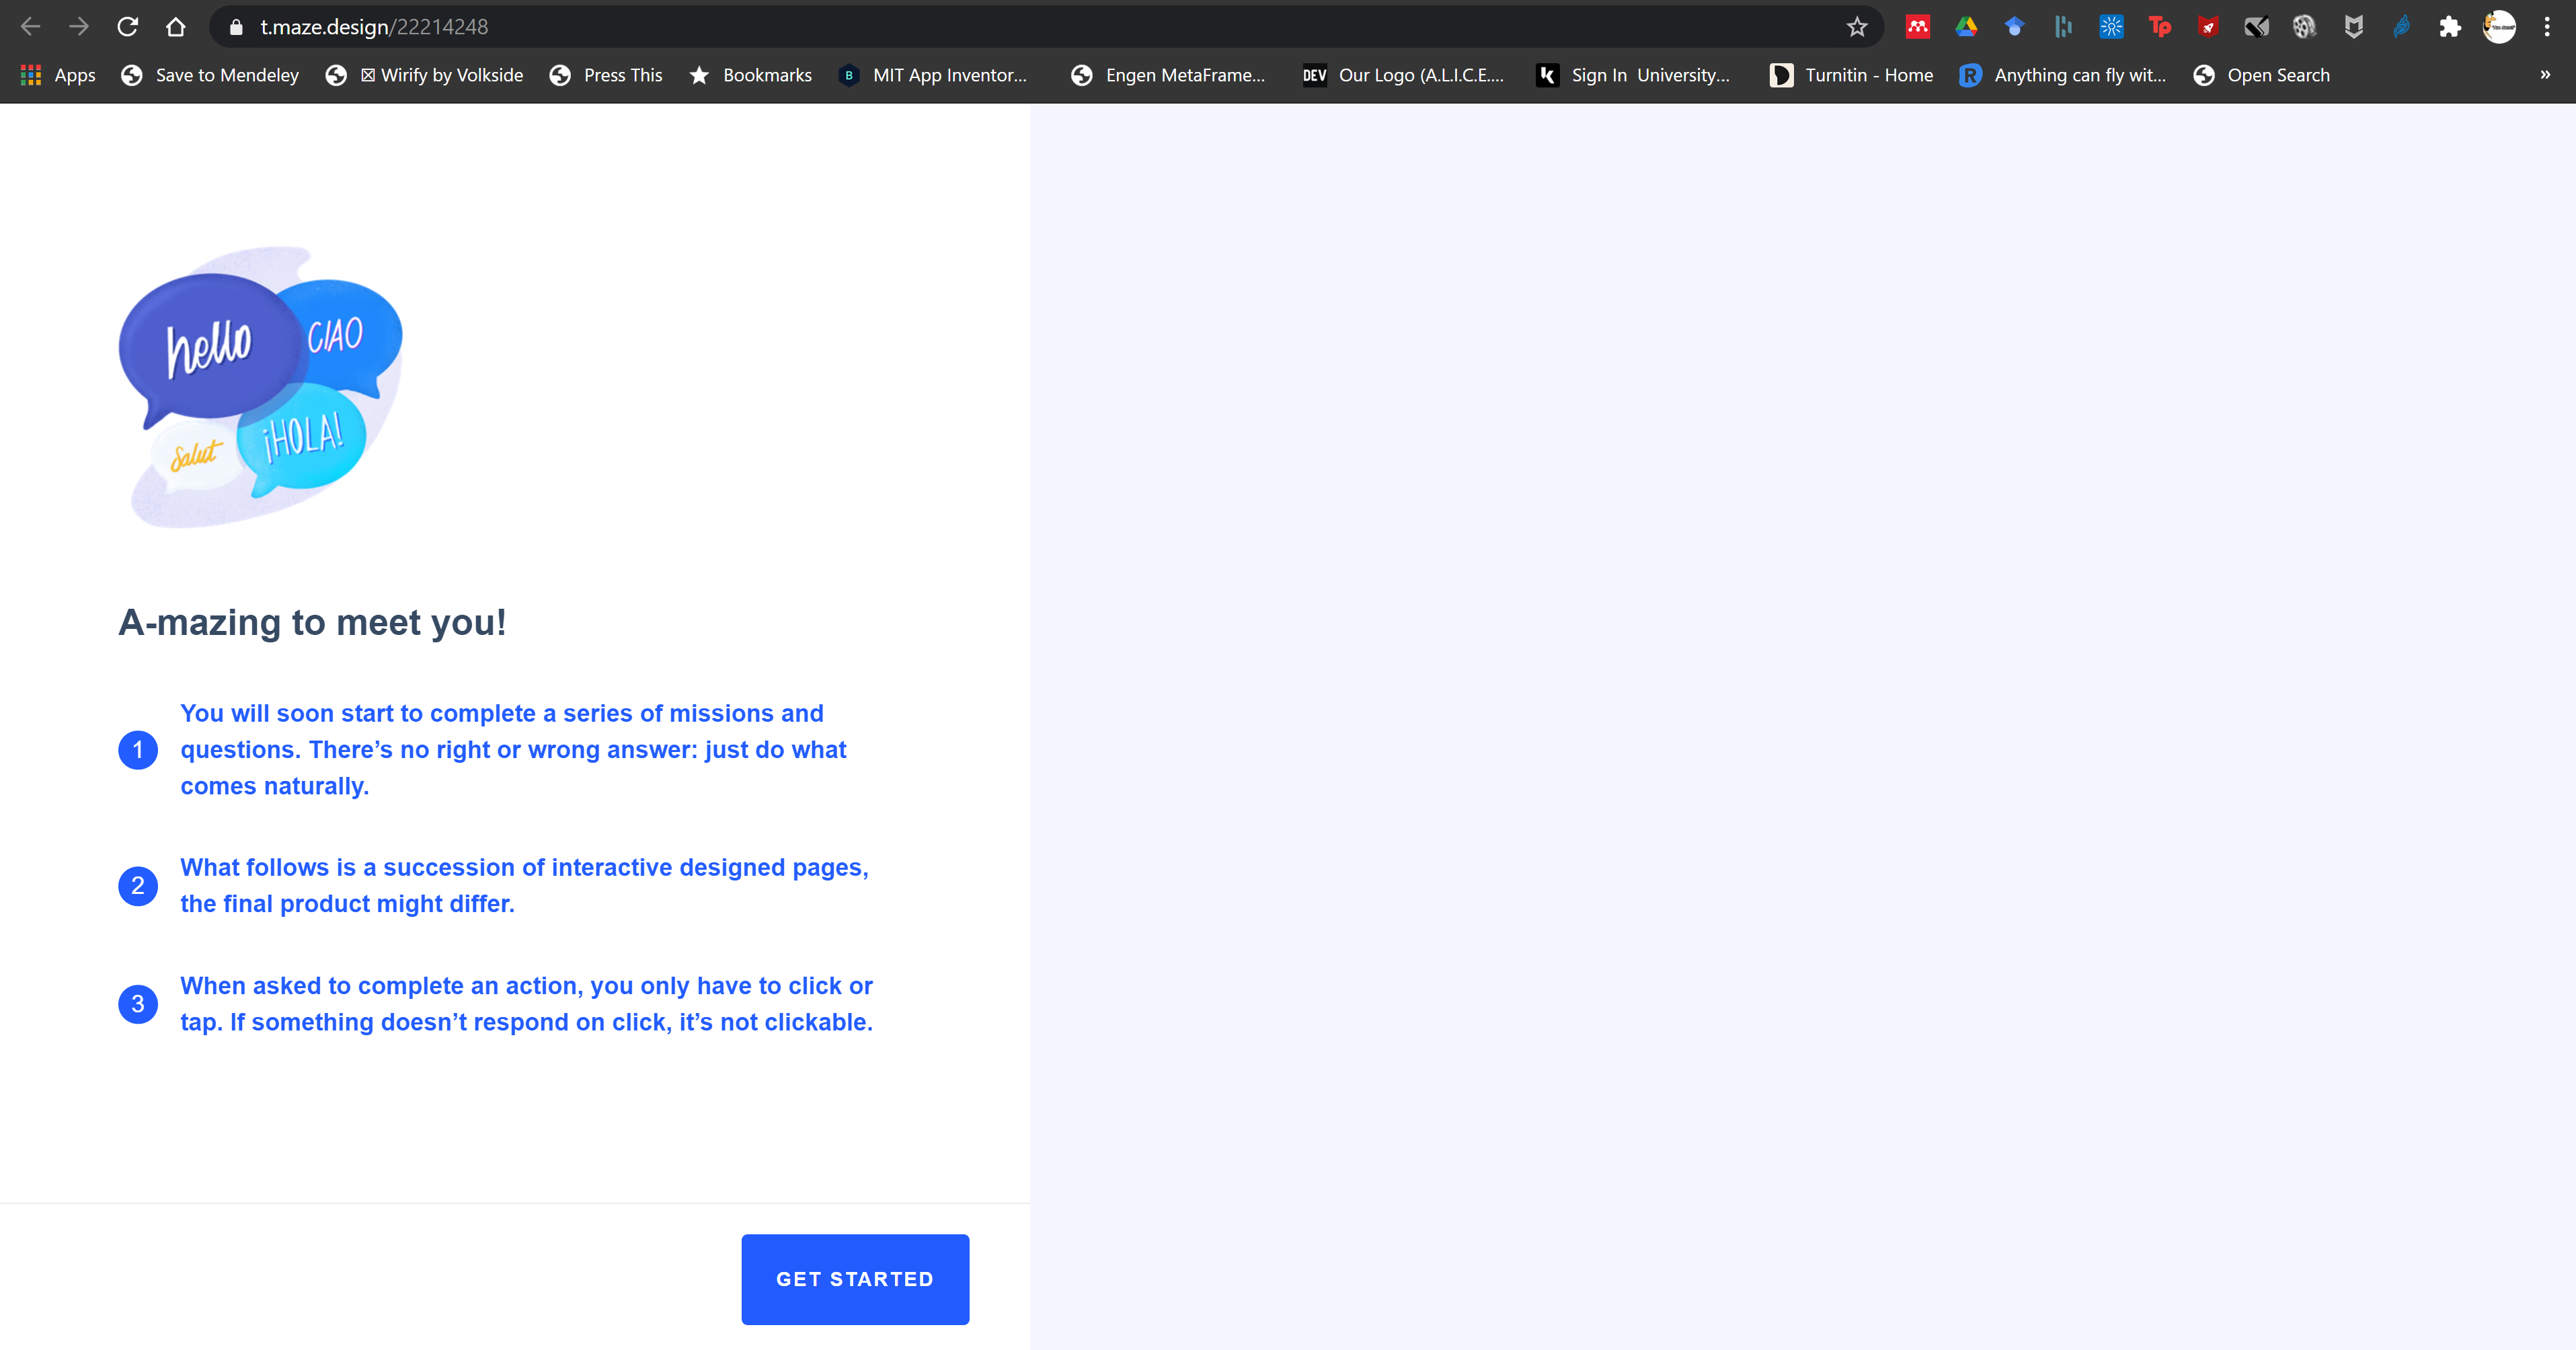 t.maze.design/22214248
Apps Save to Mendeley ☒ Wirify by Volkside Press This Bookmarks MIT App Inventor... Engen MetaFrame... DEV Our Logo (A.L.I.C.E.... Sign In University... Turnitin - Home Anything can fly wit... Open Search »
hello
CIAO
¡HOLA!
Salut
A-mazing to meet you!
1 You will soon start to complete a series of missions and
questions. There’s no right or wrong answer: just do what
comes naturally.
2 What follows is a succession of interactive designed pages,
the final product might differ.
3 When asked to complete an action, you only have to click or
tap. If something doesn’t respond on click, it’s not clickable.
GET STARTED